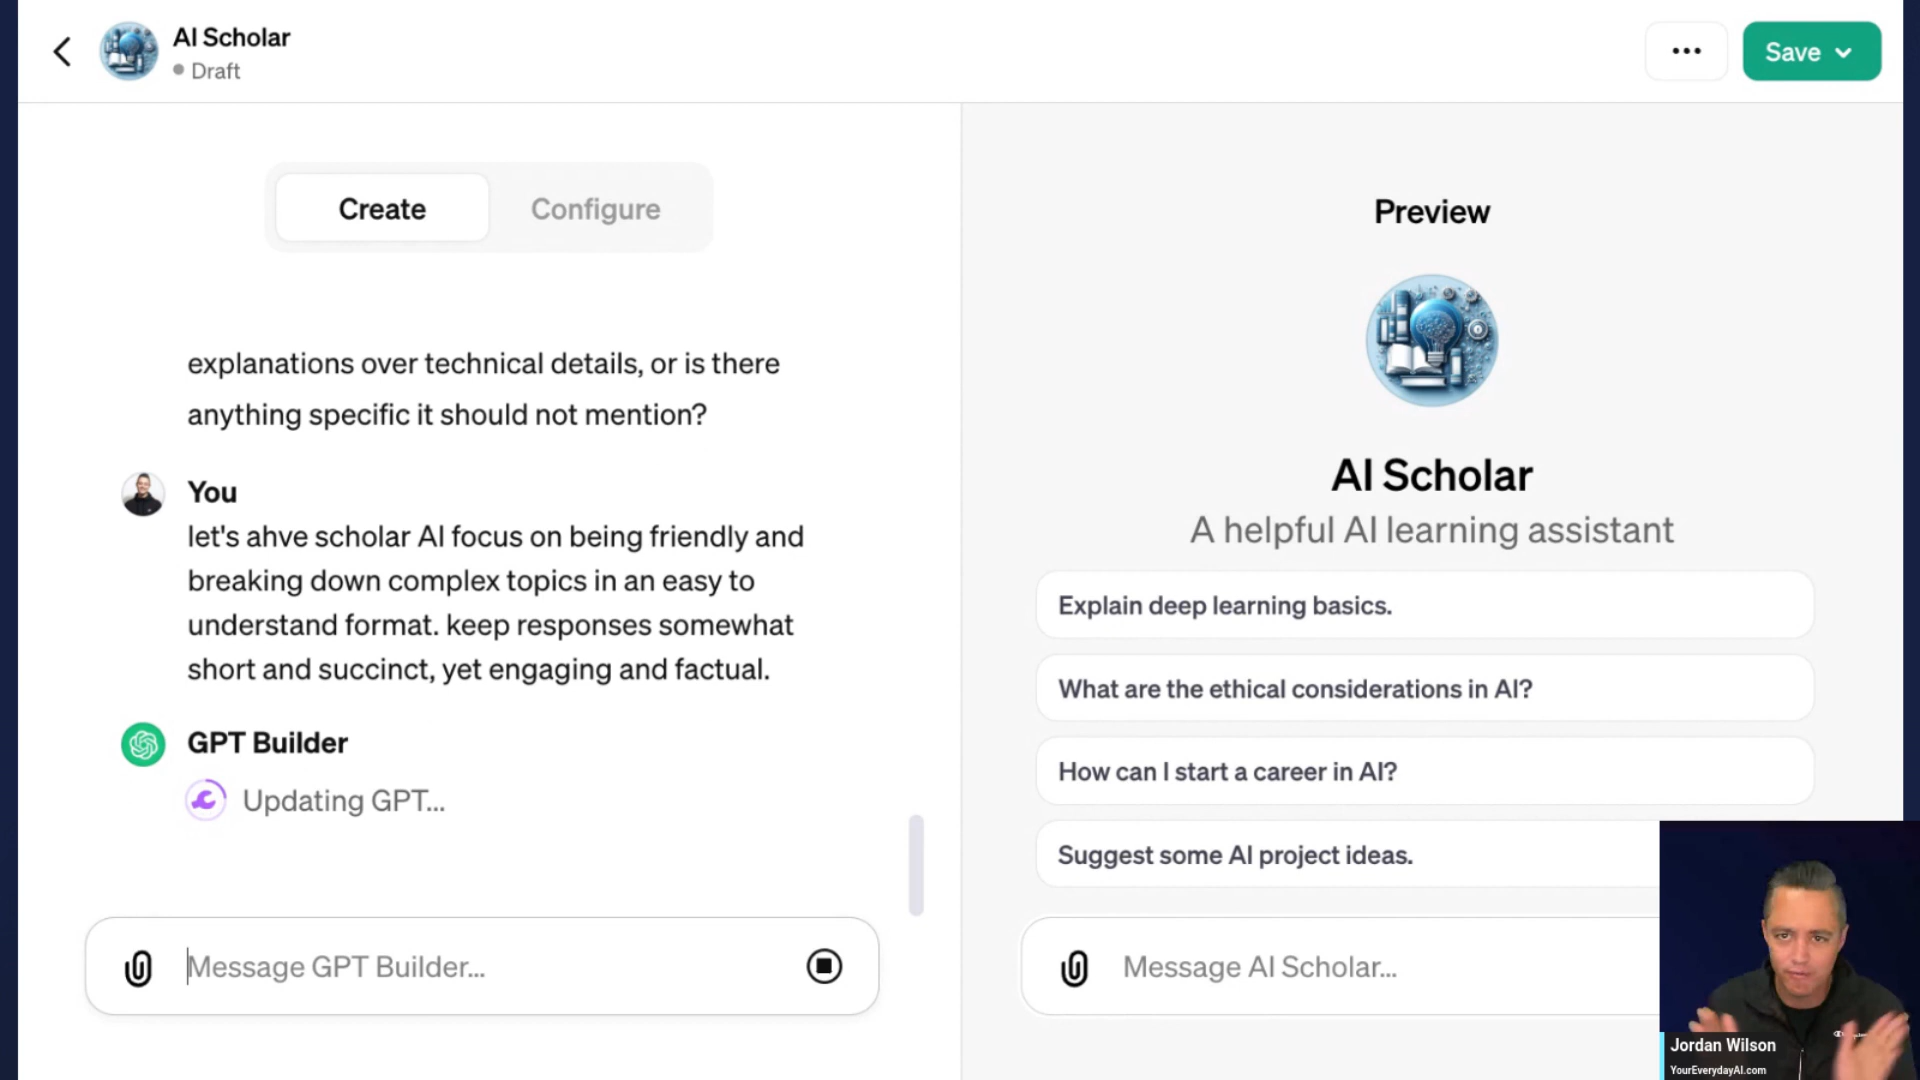 AI Scholar
Draft
...
Save
Create
Configure
explanations over technical details, or is there
anything specific it should not mention?
You
let's ahve scholar AI focus on being friendly and
breaking down complex topics in an easy to
understand format. keep responses somewhat
short and succinct, yet engaging and factual.
GPT Builder
Updating GPT...
Message GPT Builder...
Preview
AI Scholar
A helpful AI learning assistant
Explain deep learning basics.
What are the ethical considerations in AI?
How can I start a career in AI?
Suggest some AI project ideas.
Message AI Scholar...
Jordan Wilson
YourEverydayAI.com